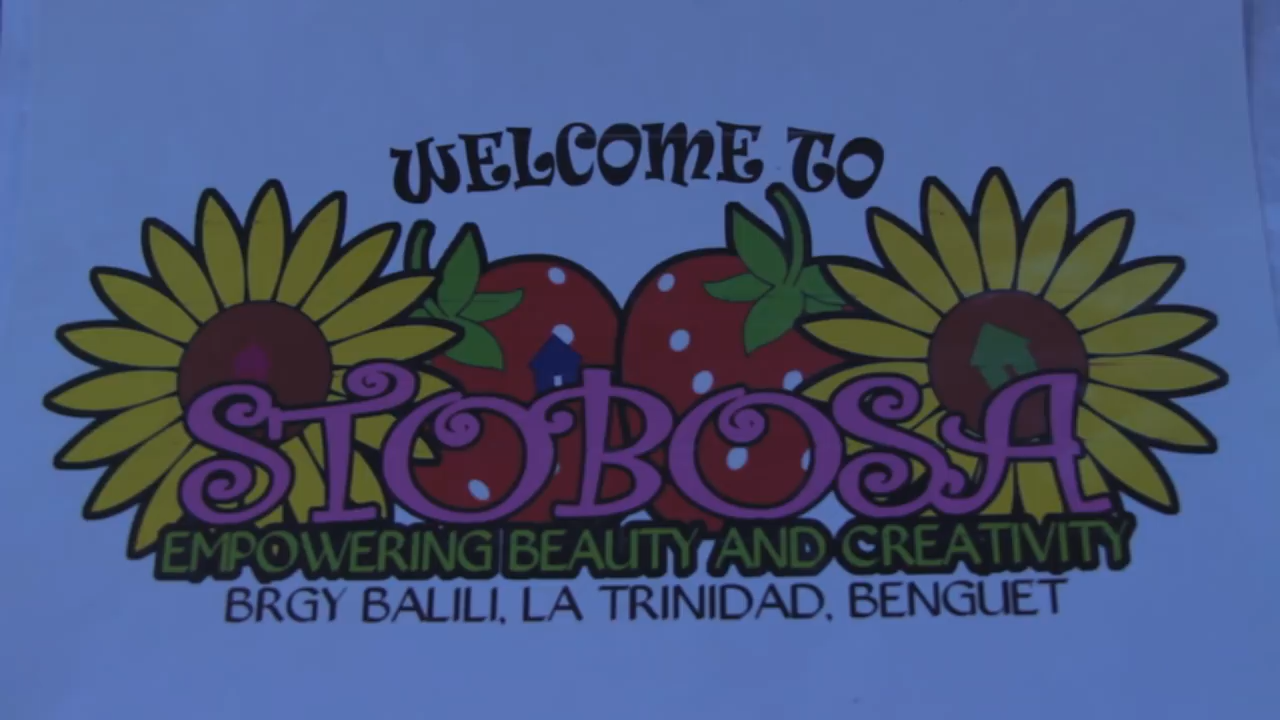 WELCOME TO
STOBOSA
EMPOWERING BEAUTY AND CREATIVITY
BRGY BALILI, LA TRINIDAD, BENGUET